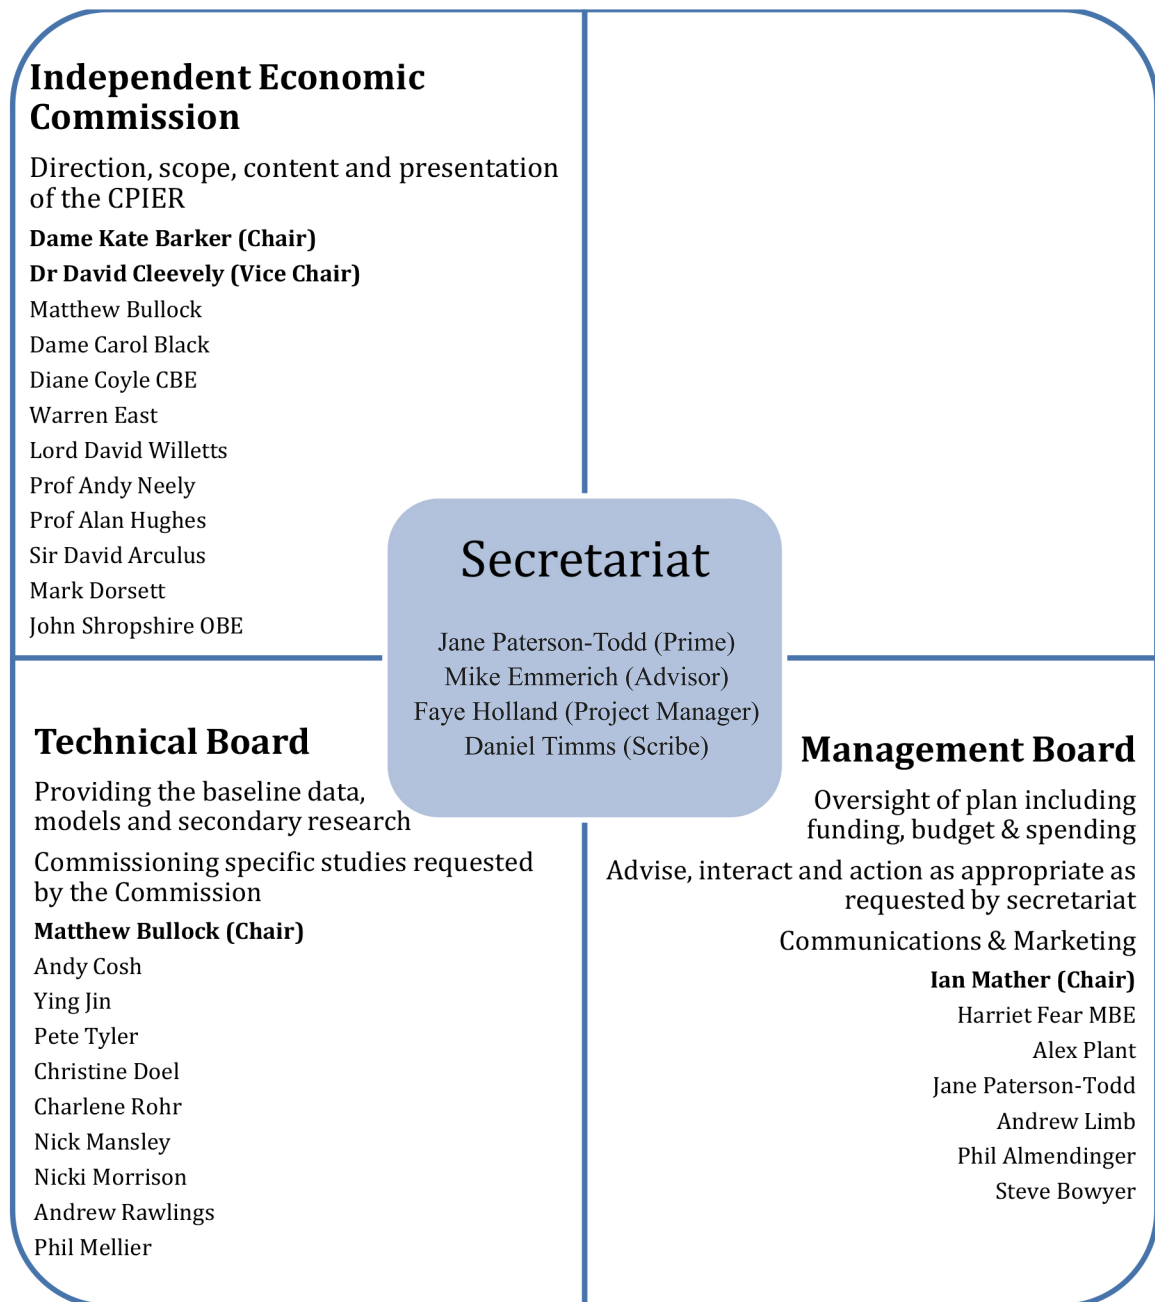 Independent Economic
Commission
Direction, scope, content and presentation
of the CPIER
Dame Kate Barker (Chair)
Dr David Cleevely (Vice Chair)
Matthew Bullock
Dame Carol Black
Diane Coyle CBE
Warren East
Lord David Willetts
Prof Andy Neely
Prof Alan Hughes
Sir David Arculus
Mark Dorsett
John Shropshire OBE
Secretariat
Jane Paterson-Todd (Prime)
Mike Emmerich (Advisor)
Faye Holland (Project Manager)
Daniel Timms (Scribe)
Technical Board
Providing the baseline data,
models and secondary research
Commissioning specific studies requested
by the Commission
Matthew Bullock (Chair)
Andy Cosh
Ying Jin
Pete Tyler
Christine Doel
Charlene Rohr
Nick Mansley
Nicki Morrison
Andrew Rawlings
Phil Mellier
Management Board
Oversight of plan including
funding, budget & spending
Advise, interact and action as appropriate as
requested by secretariat
Communications & Marketing
Ian Mather (Chair)
Harriet Fear MBE
Alex Plant
Jane Paterson-Todd
Andrew Limb
Phil Almendinger
Steve Bowyer